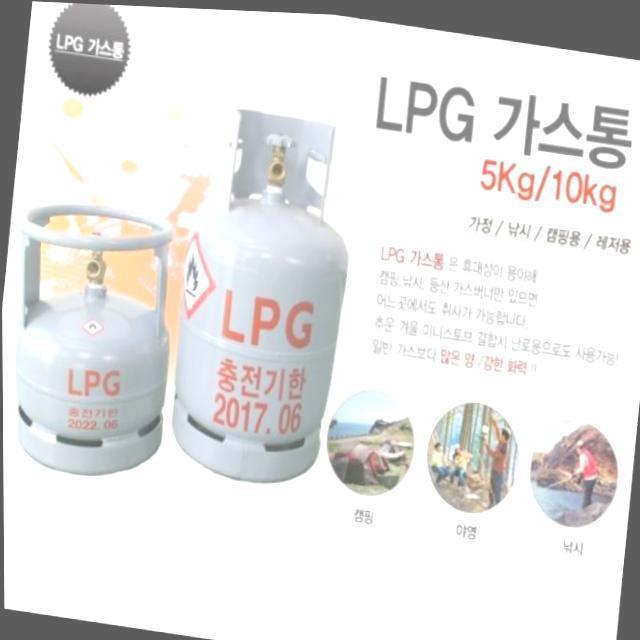 LPG 가스통
LPG 가스통
5Kg/10kg
가정 / 낚시 / 캠핑용 / 레저용
LPG 가스통 은 휴대성이 용이해
캠핑,낚시, 등산 가스버너만 있으면
어느곳에서도 취사가 가능합니다.
추운 겨울 미니스토브 결합시 난로용으로도 사용가능!
일반 가스보다 많은 양 /강한 화력 !!
LPG
충전기한
2017. 06
LPG
충전기한
2022. 06
캠핑
야영
낚시